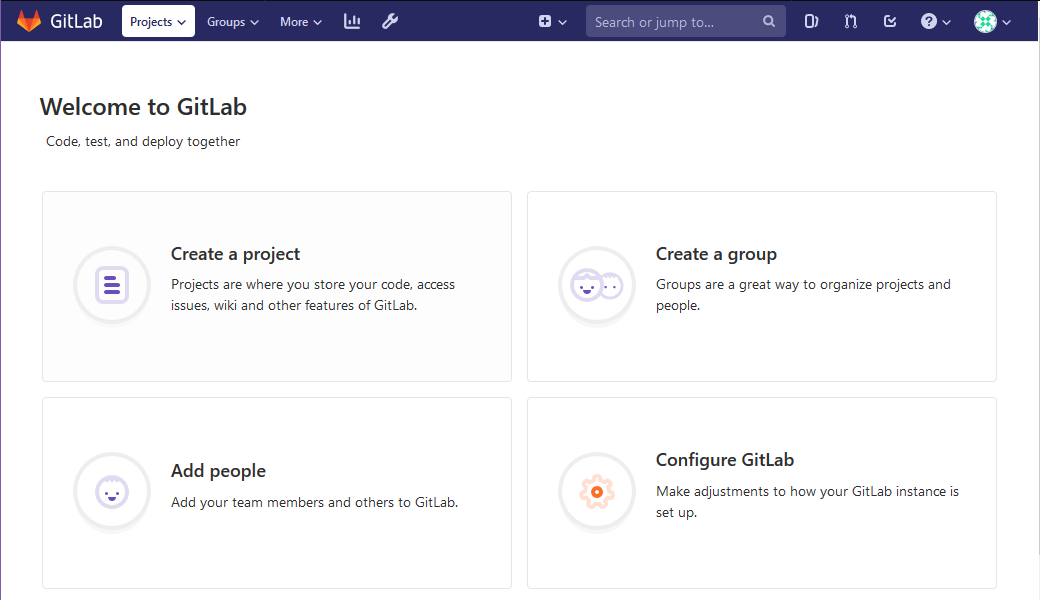 GitLab Projects Groups More Search or jump to...
Welcome to GitLab
Code, test, and deploy together
Create a project
Projects are where you store your code, access
issues, wiki and other features of GitLab.
Create a group
Groups are a great way to organize projects and
people.
Add people
Add your team members and others to GitLab.
Configure GitLab
Make adjustments to how your GitLab instance is
set up.